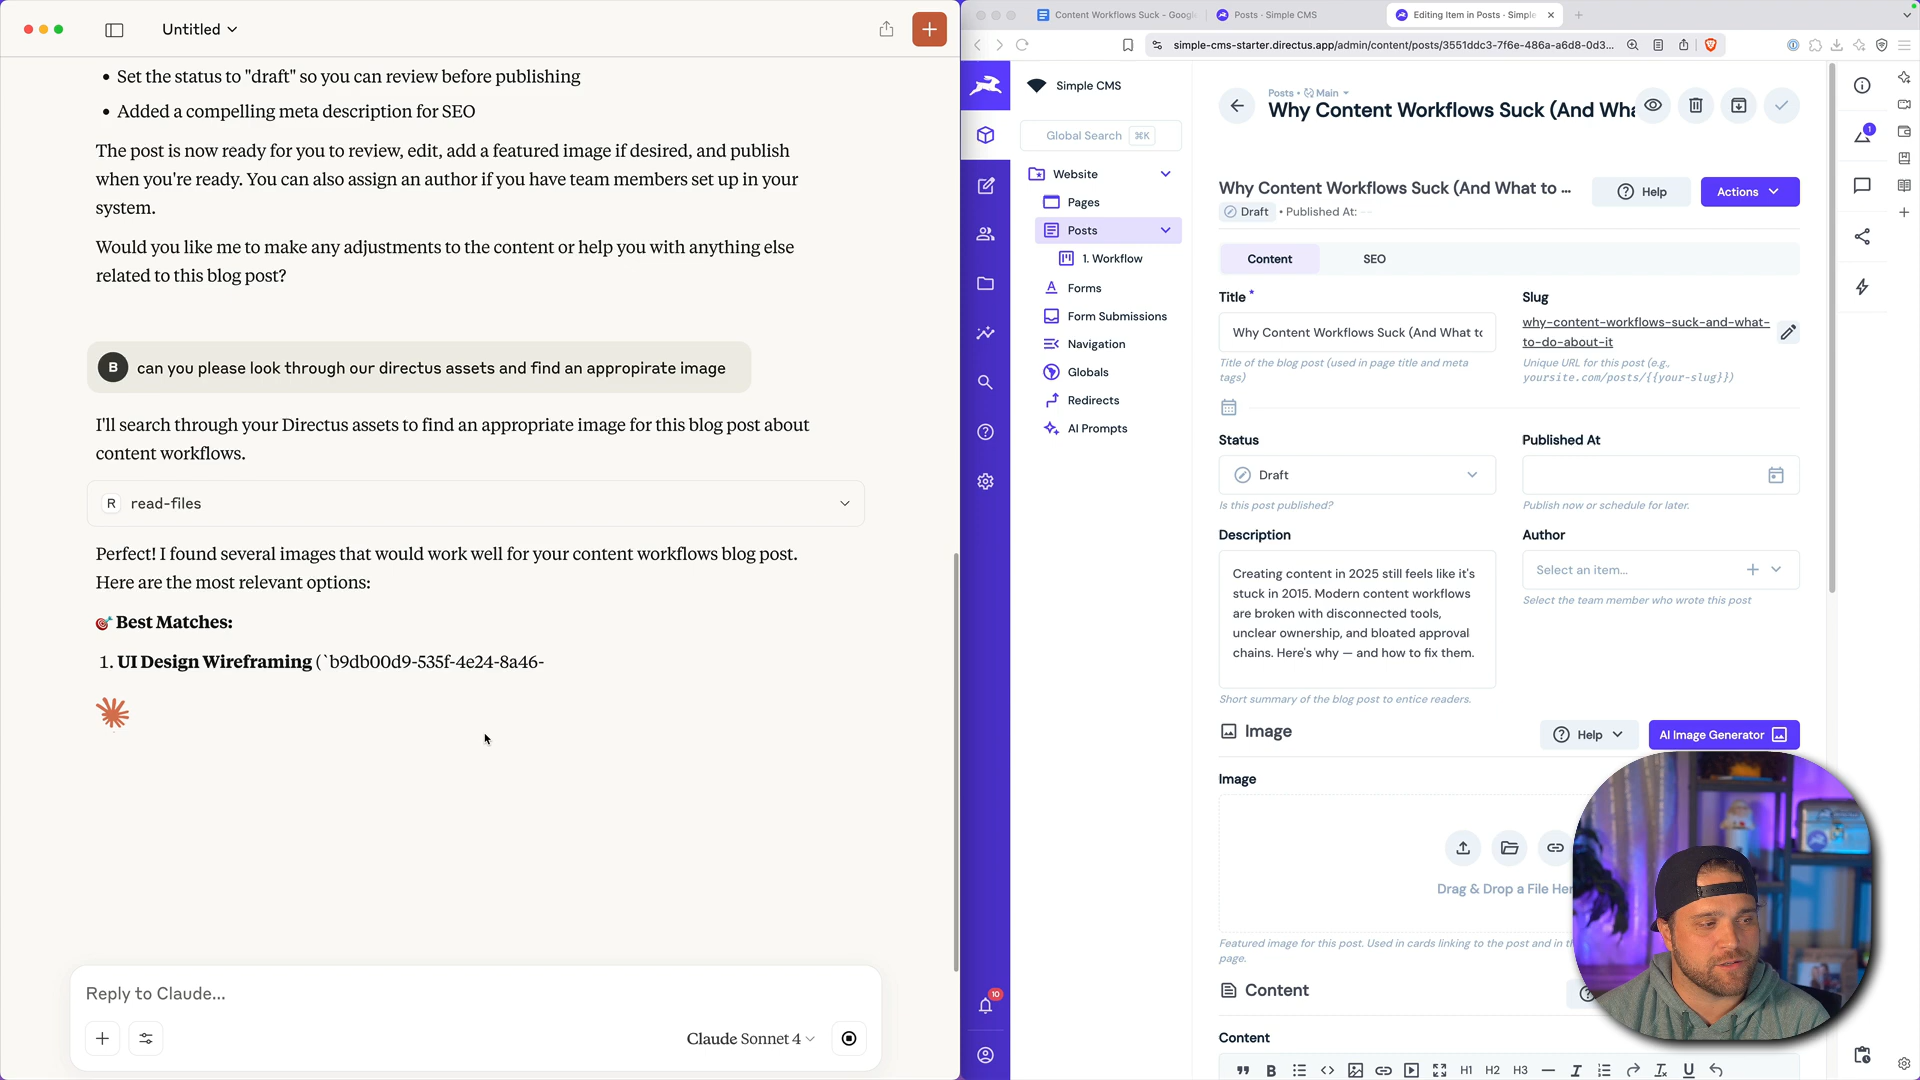 Untitled
• Set the status to "draft" so you can review before publishing
• Added a compelling meta description for SEO
The post is now ready for you to review, edit, add a featured image if desired, and publish
when you're ready. You can also assign an author if you have team members set up in your
system.
Would you like me to make any adjustments to the content or help you with anything else
related to this blog post?
B
can you please look through our directus assets and find an appropirate image
I'll search through your Directus assets to find an appropriate image for this blog post about
content workflows.
R
read-files
Perfect! I found several images that would work well for your content workflows blog post.
Here are the most relevant options:
🎯 Best Matches:
1. UI Design Wireframing (`b9db00d9-535f-4e24-8a46-
Reply to Claude...
Claude Sonnet 4
Content Workflows Suck - Google
Posts · Simple CMS
Editing Item in Posts · Simple
simple-cms-starter.directus.app/admin/content/posts/3551ddc3-7f6e-486a-a6d8-0d3...
Simple CMS
Global Search
⌘K
Website
Pages
Posts
1. Workflow
Forms
Form Submissions
Navigation
Globals
Redirects
AI Prompts
10
Posts • Main
Why Content Workflows Suck (And Wha
Why Content Workflows Suck (And What to ...
Help
Actions
Draft • Published At: --
Content
SEO
Title *
Why Content Workflows Suck (And What to
Title of the blog post (used in page title and meta
tags)
Slug
why-content-workflows-suck-and-what-
to-do-about-it
Unique URL for this post (e.g.,
yoursite.com/posts/{{your-slug}})
Status
Draft
Is this post published?
Published At
Publish now or schedule for later.
Description
Creating content in 2025 still feels like it's
stuck in 2015. Modern content workflows
are broken with disconnected tools,
unclear ownership, and bloated approval
chains. Here's why — and how to fix them.
Short summary of the blog post to entice readers.
Author
Select an item...
Select the team member who wrote this post
Image
Help
AI Image Generator
Image
Drag & Drop a File Her
Featured image for this post. Used in cards linking to the post and in t
page.
Content
Content
B
H1
H2
H3
I
U
1